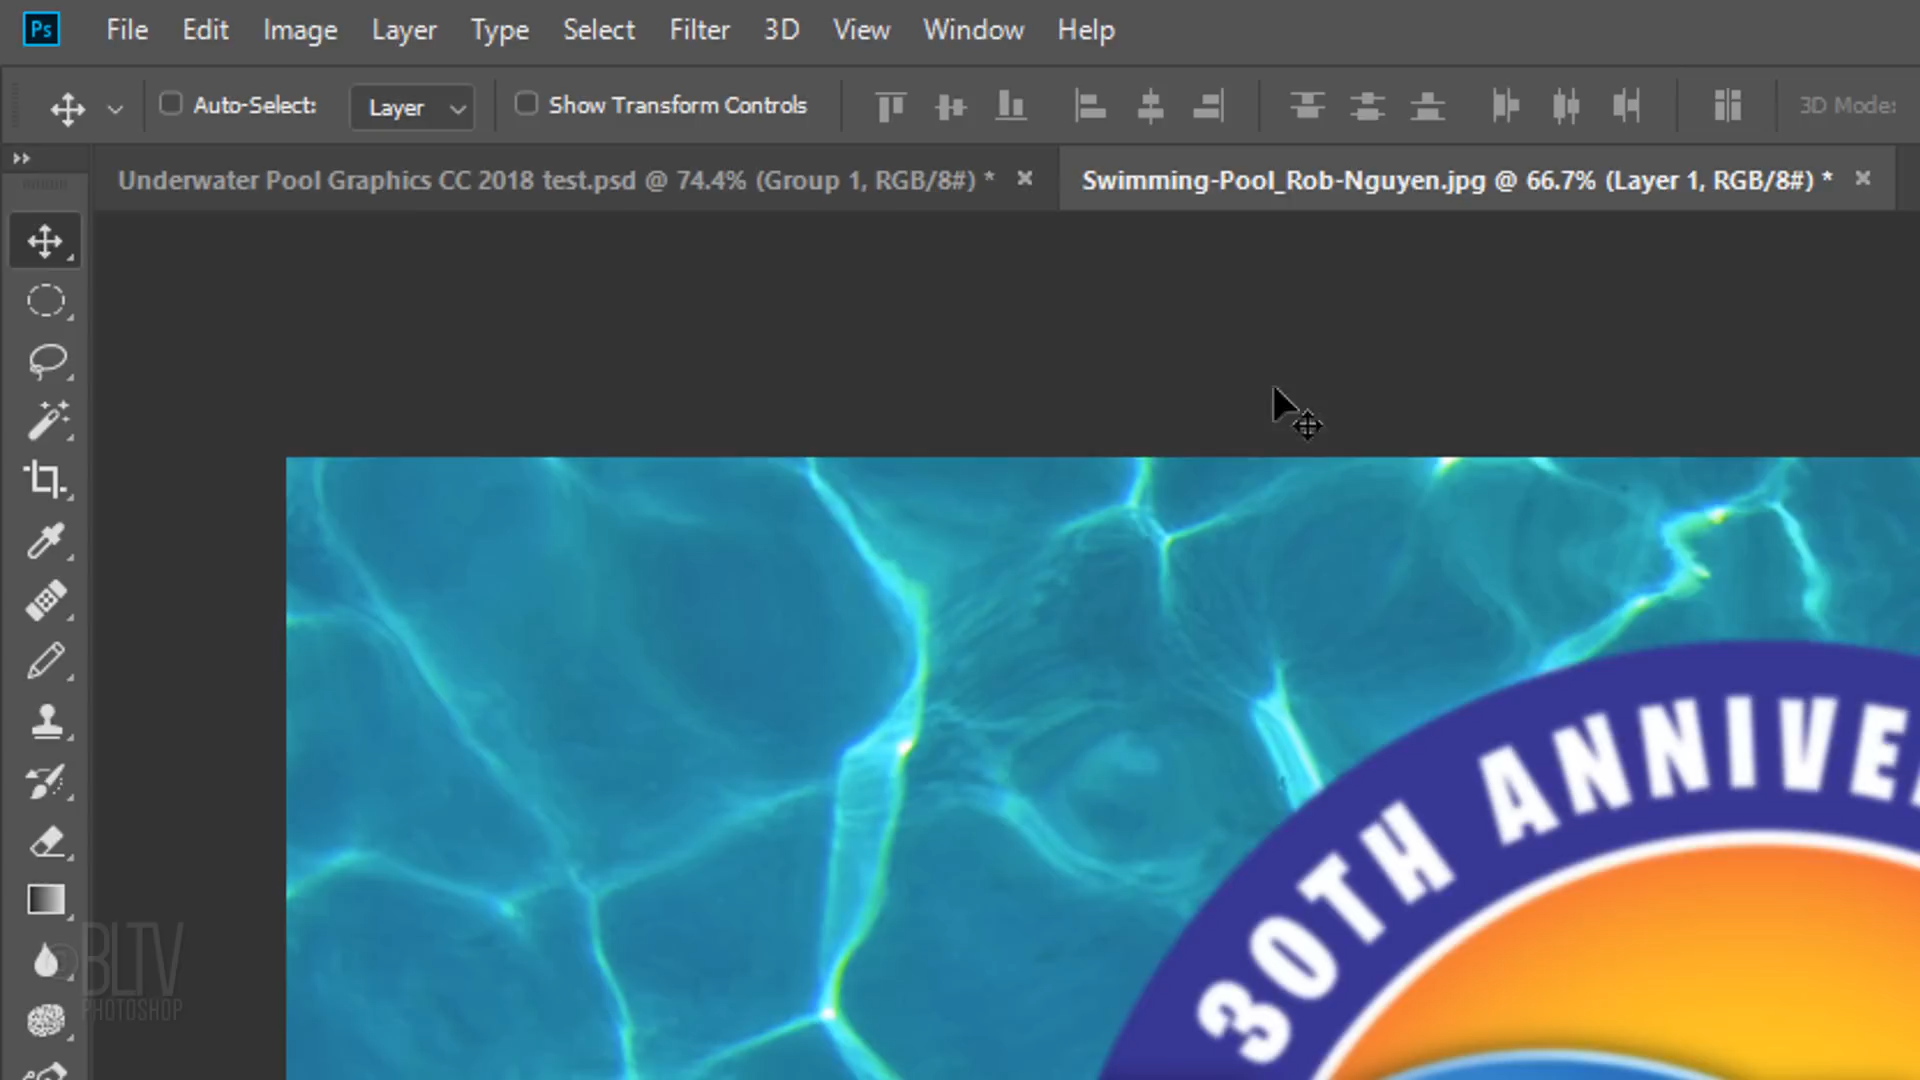 Ps File Edit Image Layer Type Select Filter 3D View Window Help
Auto-Select: Layer Show Transform Controls 3D Mode:
Underwater Pool Graphics CC 2018 test.psd @ 74.4% (Group 1, RGB/8#) * × Swimming-Pool_Rob-Nguyen.jpg @ 66.7% (Layer 1, RGB/8#) * ×
30TH ANNIVE
© BLTV
PHOTOSHOP